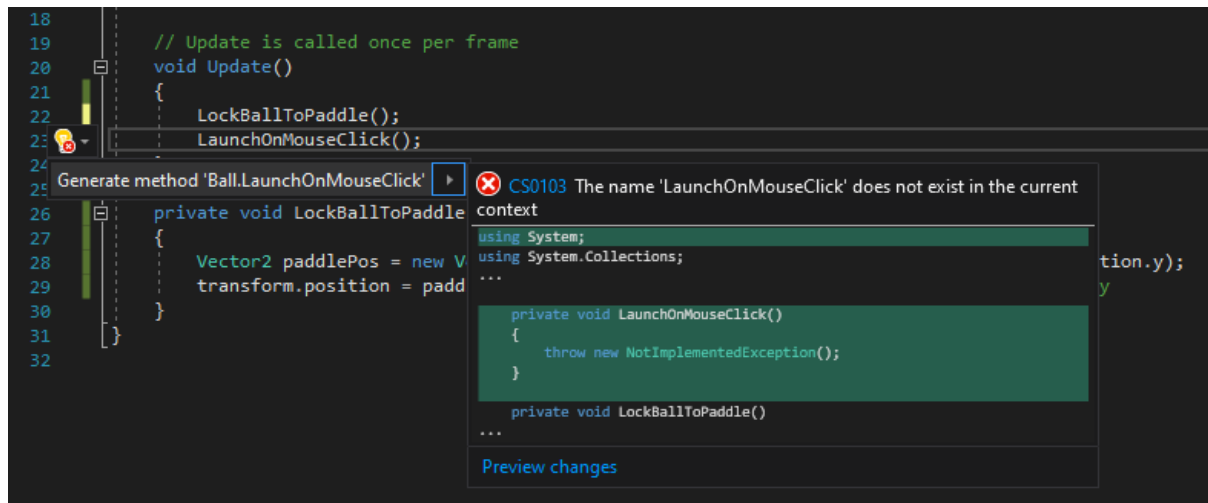 18
19 // Update is called once per frame
20 void Update()
21 {
22 LockBallToPaddle();
23 LaunchOnMouseClick();
24
25 Generate method 'Ball.LaunchOnMouseClick'
26 private void LockBallToPaddle
27 {
28 Vector2 paddlePos = new V tion.y);
29 transform.position = padd y
30 }
31 }
32
CS0103 The name 'LaunchOnMouseClick' does not exist in the current
context
using System;
using System.Collections;
...
private void LaunchOnMouseClick()
{
throw new NotImplementedException();
}
private void LockBallToPaddle()
...
Preview changes